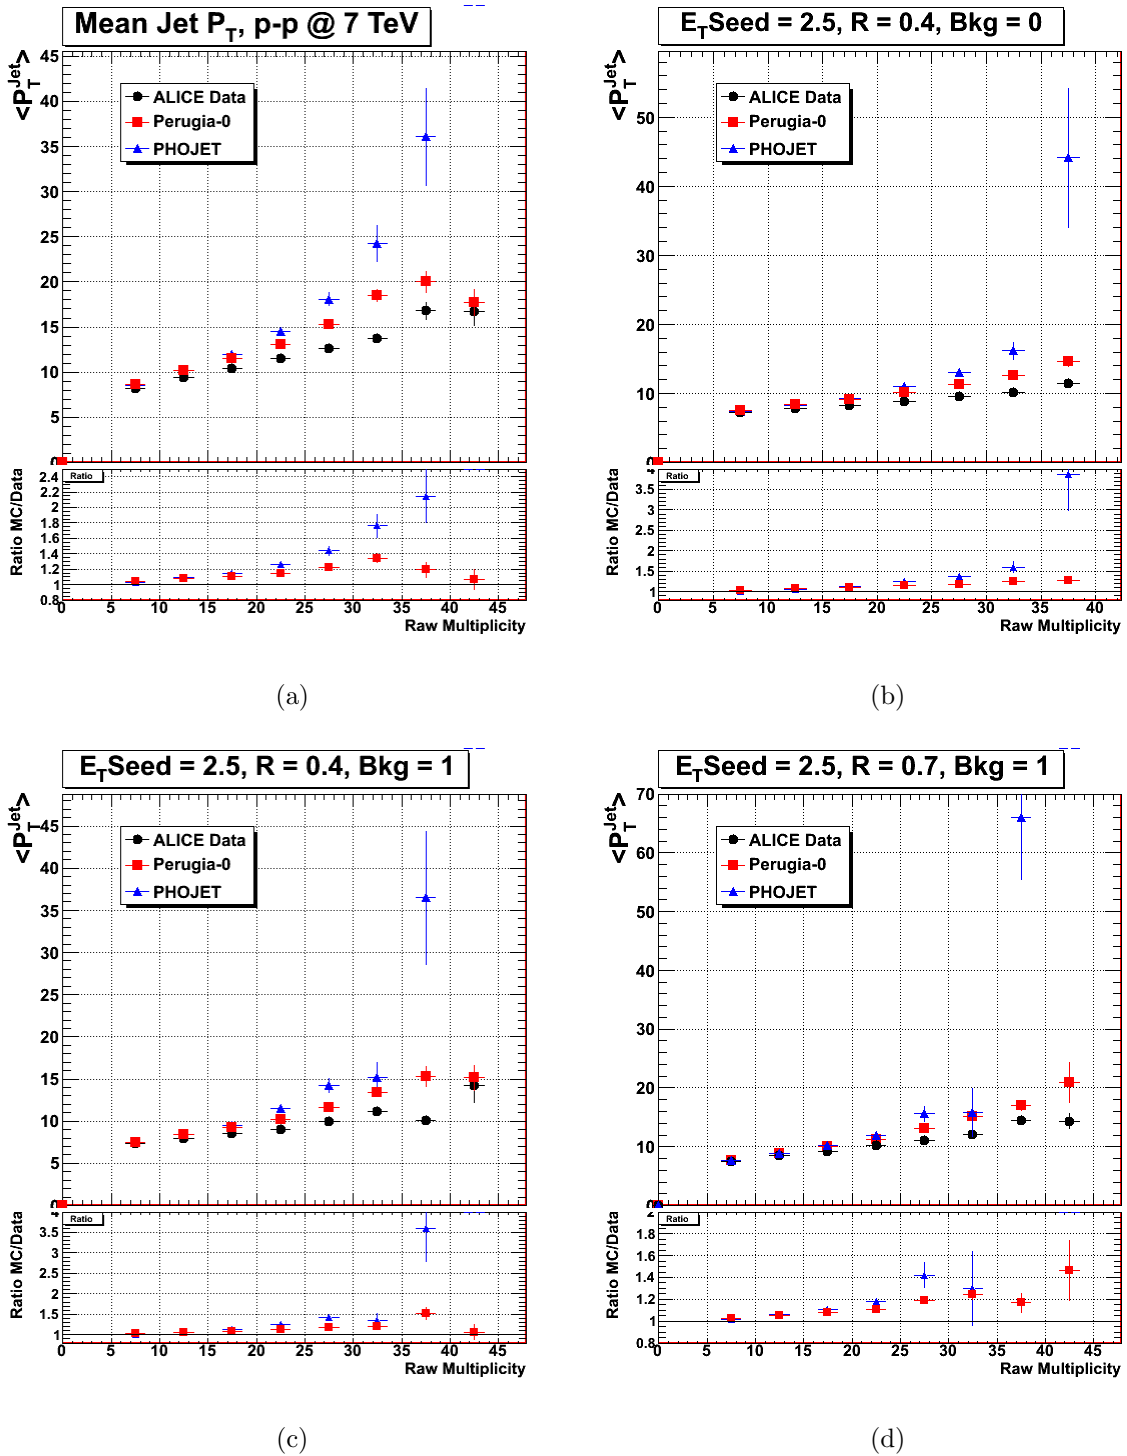 Mean Jet P_T, p-p @ 7 TeV
<P_T^Jet>
45
40
35
30
25
20
15
10
5
0
ALICE Data
Perugia-0
PHOJET
Ratio MC/Data
Ratio
2.4
2.2
2
1.8
1.6
1.4
1.2
1
0.8
0 5 10 15 20 25 30 35 40 45
Raw Multiplicity
(a)
E_TSeed = 2.5, R = 0.4, Bkg = 0
<P_T^Jet>
50
40
30
20
10
0
ALICE Data
Perugia-0
PHOJET
Ratio MC/Data
Ratio
4
3.5
3
2.5
2
1.5
1
0 5 10 15 20 25 30 35 40
Raw Multiplicity
(b)
E_TSeed = 2.5, R = 0.4, Bkg = 1
<P_T^Jet>
45
40
35
30
25
20
15
10
5
0
ALICE Data
Perugia-0
PHOJET
Ratio MC/Data
Ratio
4
3.5
3
2.5
2
1.5
1
0 5 10 15 20 25 30 35 40 45
Raw Multiplicity
(c)
E_TSeed = 2.5, R = 0.7, Bkg = 1
<P_T^Jet>
70
60
50
40
30
20
10
0
ALICE Data
Perugia-0
PHOJET
Ratio MC/Data
Ratio
2
1.8
1.6
1.4
1.2
1
0.8
0 5 10 15 20 25 30 35 40 45
Raw Multiplicity
(d)